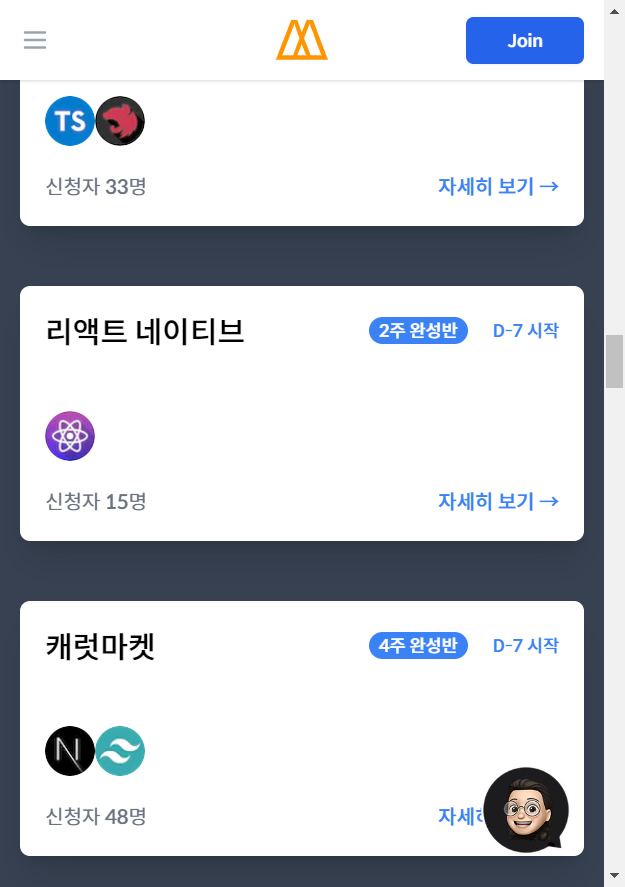 Join
TS
신청자 33명
자세히 보기 →
리액트 네이티브
2주 완성반
D-7 시작
신청자 15명
자세히 보기 →
캐럿마켓
4주 완성반
D-7 시작
N
신청자 48명